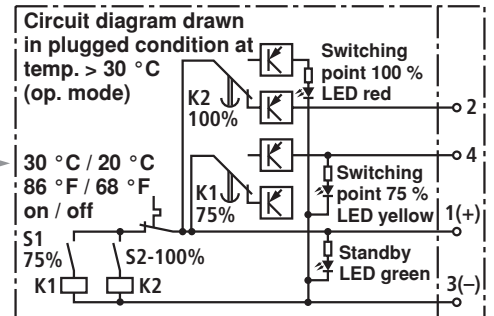 Circuit diagram drawn
in plugged condition at
temp. > 30 °C
(op. mode)
K2
100%
Switching
point 100 %
LED red
2
4
30 °C / 20 °C
86 °F / 68 °F
on / off
K1
75%
Switching
point 75 %
LED yellow
1(+)
S1
75%
S2-100%
Standby
LED green
K1
K2
3(–)